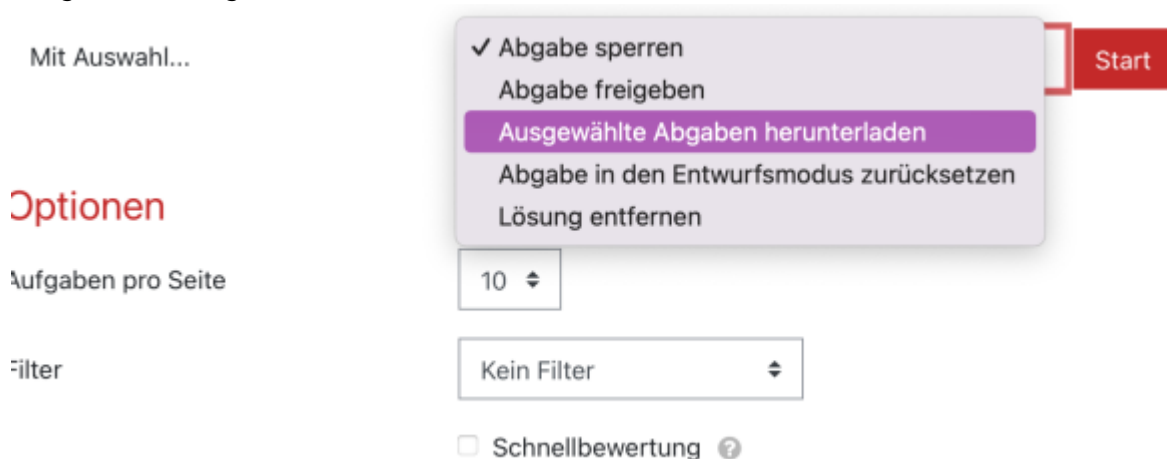 Mit Auswahl...
✓ Abgabe sperren
Start
Abgabe freigeben
Ausgewählte Abgaben herunterladen
Abgabe in den Entwurfsmodus zurücksetzen
Lösung entfernen
Optionen
Aufgaben pro Seite
10
Filter
Kein Filter
Schnellbewertung